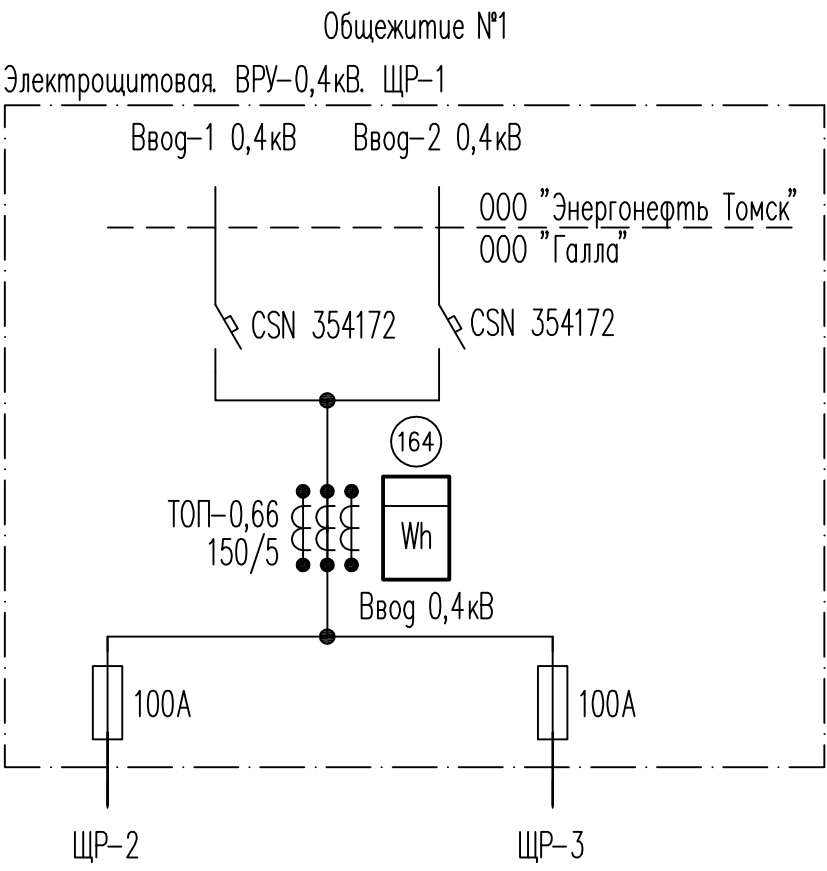 Общежитие №1
Электрощитовая. ВРУ-0,4кВ. ЩР-1
Ввод-1 0,4кВ
Ввод-2 0,4кВ
ООО "Энергонефть Томск"
ООО "Галла"
CSN 354172
CSN 354172
164
ТОП-0,66
150/5
Wh
Ввод 0,4кВ
100А
100А
ЩР-2
ЩР-3